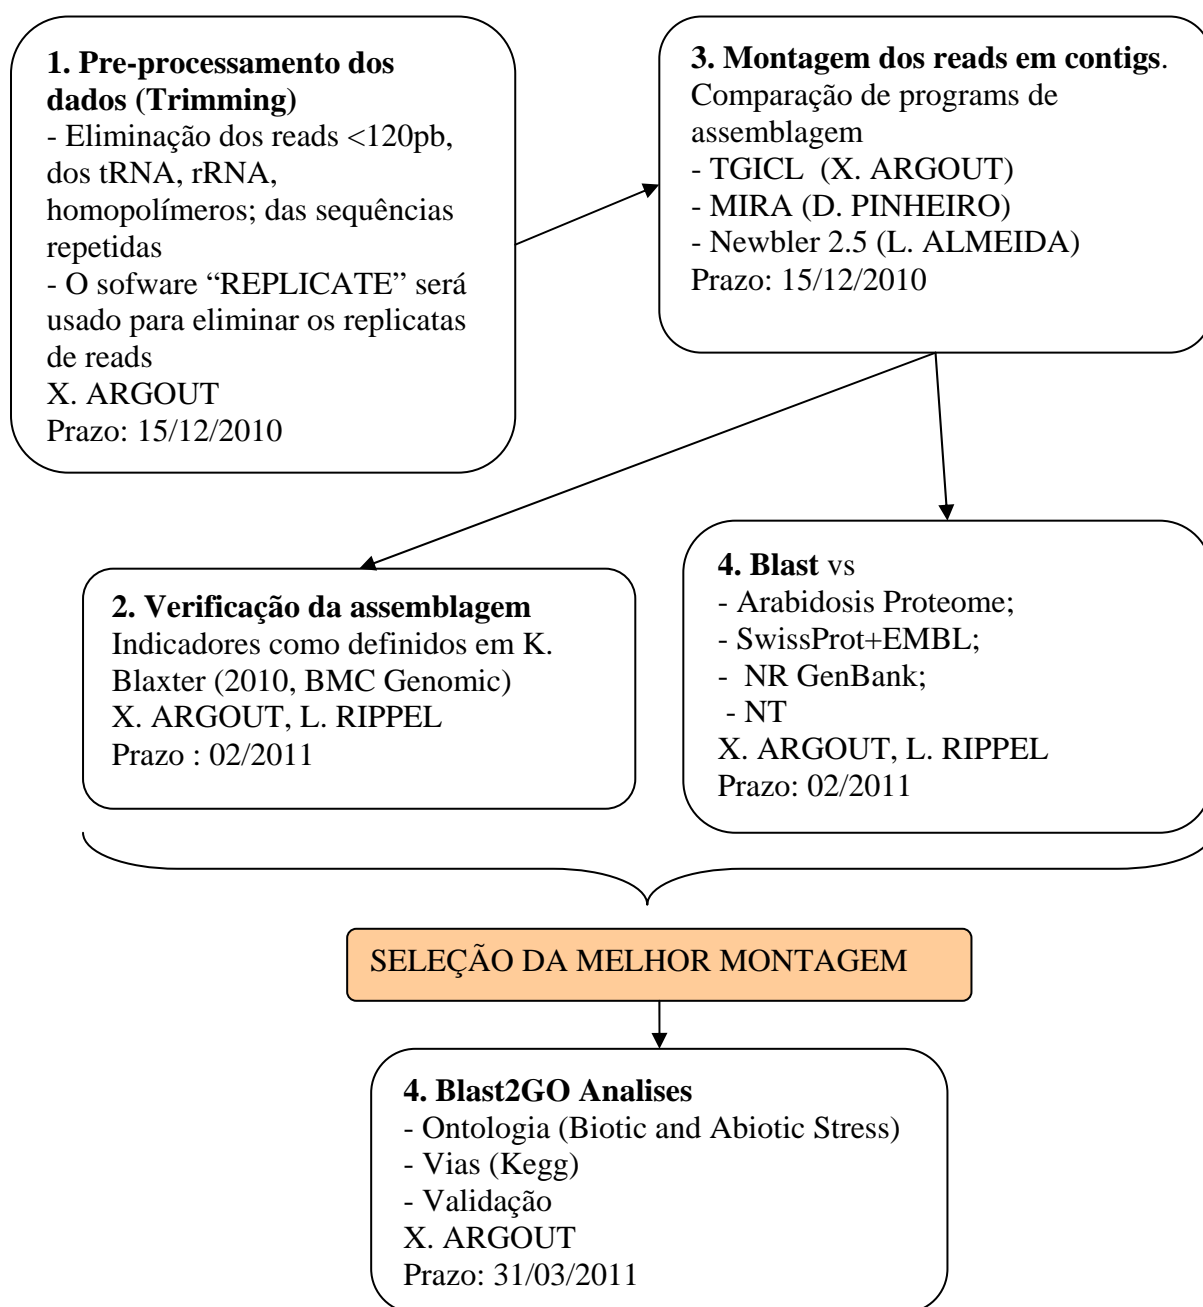 1. Pre-processamento dos
dados (Trimming)
- Eliminação dos reads <120pb,
dos tRNA, rRNA,
homopolímeros; das sequências
repetidas
- O sofware “REPLICATE” será
usado para eliminar os replicatas
de reads
X. ARGOUT
Prazo: 15/12/2010
3. Montagem dos reads em contigs.
Comparação de programs de
assemblagem
- TGICL (X. ARGOUT)
- MIRA (D. PINHEIRO)
- Newbler 2.5 (L. ALMEIDA)
Prazo: 15/12/2010
2. Verificação da assemblagem
Indicadores como definidos em K.
Blaxter (2010, BMC Genomic)
X. ARGOUT, L. RIPPEL
Prazo : 02/2011
4. Blast vs
- Arabidosis Proteome;
- SwissProt+EMBL;
- NR GenBank;
- NT
X. ARGOUT, L. RIPPEL
Prazo: 02/2011
SELEÇÃO DA MELHOR MONTAGEM
4. Blast2GO Analises
- Ontologia (Biotic and Abiotic Stress)
- Vias (Kegg)
- Validação
X. ARGOUT
Prazo: 31/03/2011